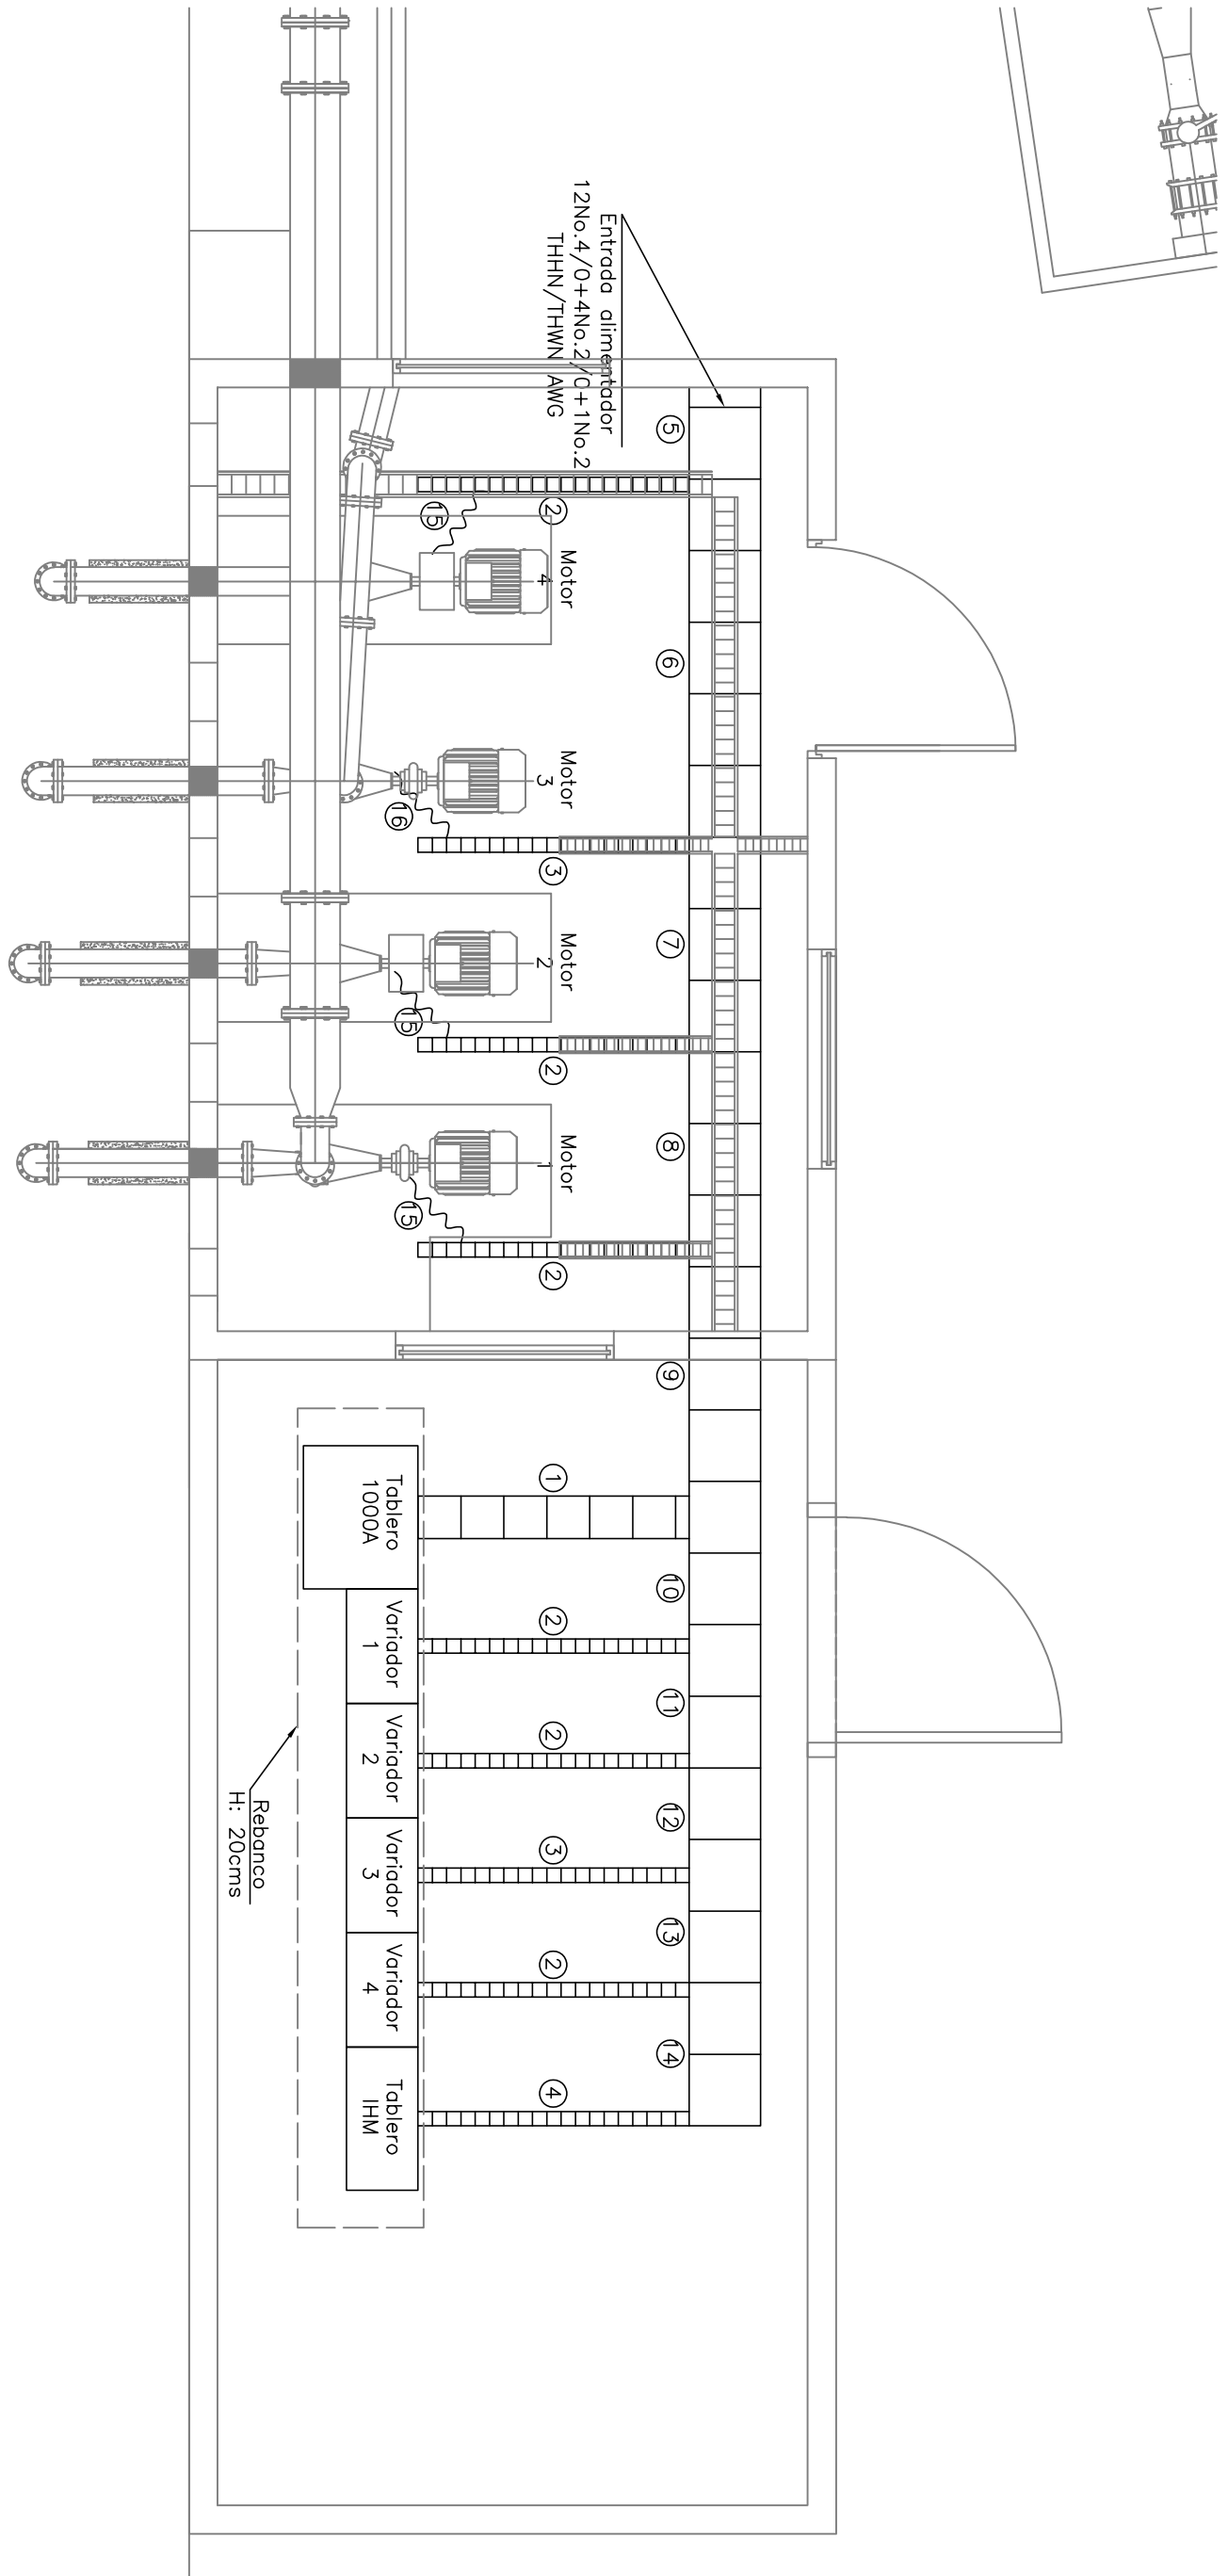 Entrada alimentador
12No.4/0+4No.2/0+1No.2
THHN/THWN AWG
5
2
15
Motor
4
6
Motor
3
16
3
7
Motor
2
15
2
8
Motor
1
15
2
9
1
Tablero
1000A
10
2
Variador
1
11
2
Variador
2
12
3
Variador
3
13
2
Variador
4
14
4
Tablero
IHM
Rebanco
H: 20cms